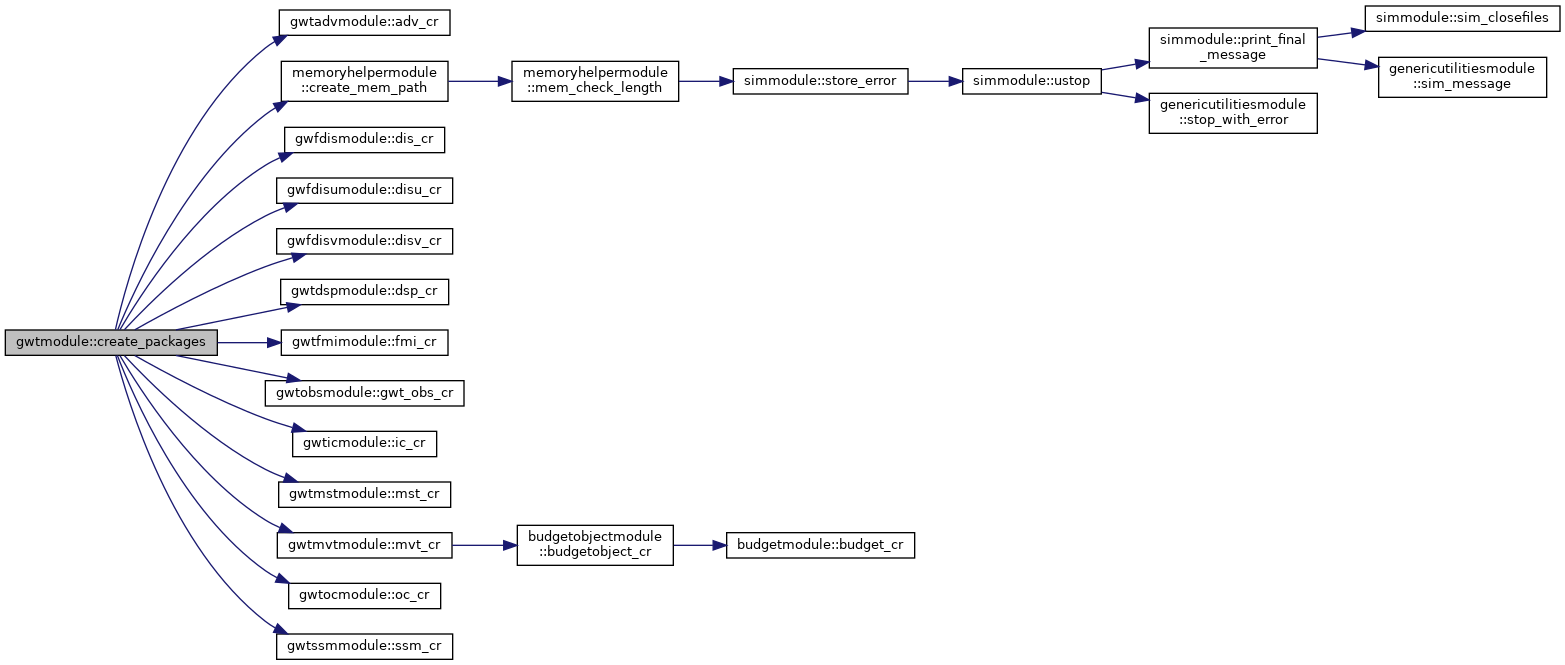 gwtmodule::create_packages
gwtadvmodule::adv_cr
memoryhelpermodule
::create_mem_path
memoryhelpermodule
::mem_check_length
simmodule::store_error
simmodule::ustop
simmodule::print_final
_message
simmodule::sim_closefiles
genericutilitiesmodule
::sim_message
genericutilitiesmodule
::stop_with_error
gwfdismodule::dis_cr
gwfdisumodule::disu_cr
gwfdisvmodule::disv_cr
gwtdspmodule::dsp_cr
gwtfmimodule::fmi_cr
gwtobsmodule::gwt_obs_cr
gwticmodule::ic_cr
gwtmstmodule::mst_cr
gwtmvtmodule::mvt_cr
budgetobjectmodule
::budgetobject_cr
budgetmodule::budget_cr
gwtocmodule::oc_cr
gwtssmmodule::ssm_cr